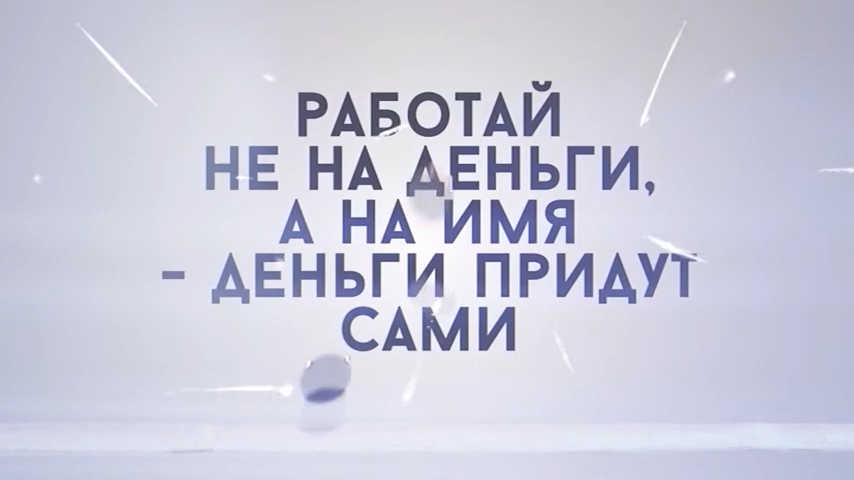 РАБОТАЙ
НЕ НА ДЕНЬГИ,
А НА ИМЯ
- ДЕНЬГИ ПРИДУТ
САМИ